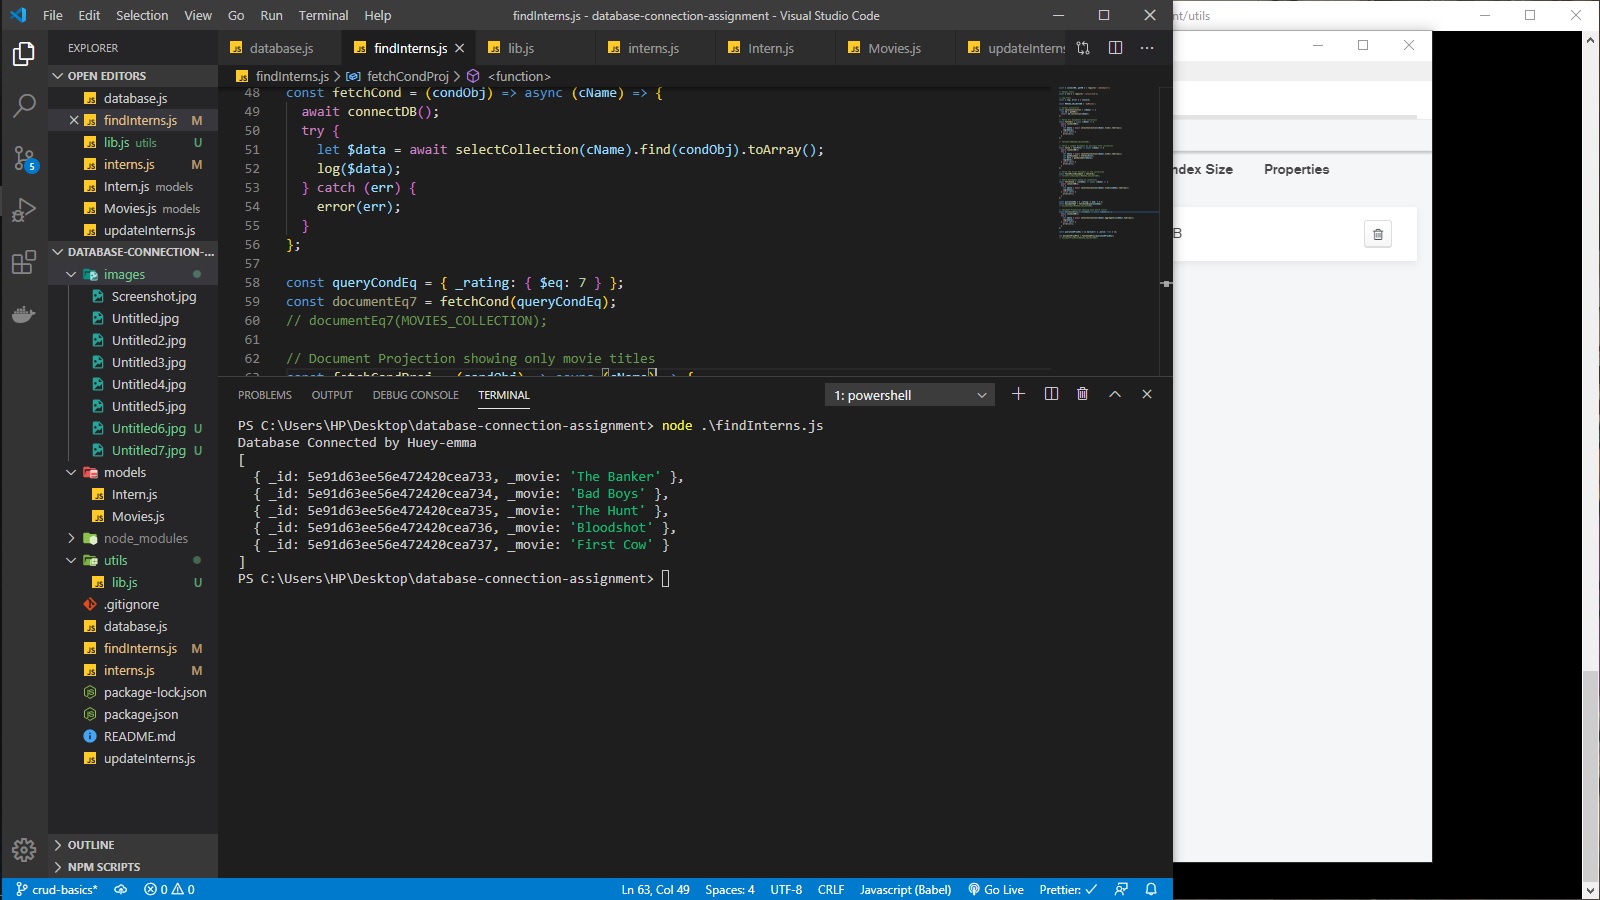 File Edit Selection View Go Run Terminal Help
findInterns.js - database-connection-assignment - Visual Studio Code
nt/utils
EXPLORER
OPEN EDITORS
database.js
findInterns.js M
lib.js utils U
interns.js M
Intern.js models
Movies.js models
updateInterns.js
DATABASE-CONNECTION-...
images
Screenshot.jpg
Untitled.jpg
Untitled2.jpg
Untitled3.jpg
Untitled4.jpg
Untitled5.jpg
Untitled6.jpg U
Untitled7.jpg U
models
Intern.js
Movies.js
node_modules
utils
lib.js U
.gitignore
database.js
findInterns.js M
interns.js M
package-lock.json
package.json
README.md
updateInterns.js
OUTLINE
NPM SCRIPTS
5
database.js findInterns.js lib.js interns.js Intern.js Movies.js updateInterns
findInterns.js > fetchCondProj > <function>
48 const fetchCond = (condObj) => async (cName) => {
49 await connectDB();
50 try {
51 let $data = await selectCollection(cName).find(condObj).toArray();
52 log($data);
53 } catch (err) {
54 error(err);
55 }
56 };
57
58 const queryCondEq = { _rating: { $eq: 7 } };
59 const documentEq7 = fetchCond(queryCondEq);
60 // documentEq7(MOVIES_COLLECTION);
61
62 // Document Projection showing only movie titles
63 const fetchCondProj = (condObj) => async (cName) => {
PROBLEMS OUTPUT DEBUG CONSOLE TERMINAL
1: powershell
PS C:\Users\HP\Desktop\database-connection-assignment> node .\findInterns.js
Database Connected by Huey-emma
[
{ _id: 5e91d63ee56e472420cea733, _movie: 'The Banker' },
{ _id: 5e91d63ee56e472420cea734, _movie: 'Bad Boys' },
{ _id: 5e91d63ee56e472420cea735, _movie: 'The Hunt' },
{ _id: 5e91d63ee56e472420cea736, _movie: 'Bloodshot' },
{ _id: 5e91d63ee56e472420cea737, _movie: 'First Cow' }
]
PS C:\Users\HP\Desktop\database-connection-assignment>
ndex Size Properties
B
crud-basics* 0 0
Ln 63, Col 49 Spaces: 4 UTF-8 CRLF Javascript (Babel) Go Live Prettier: ✓